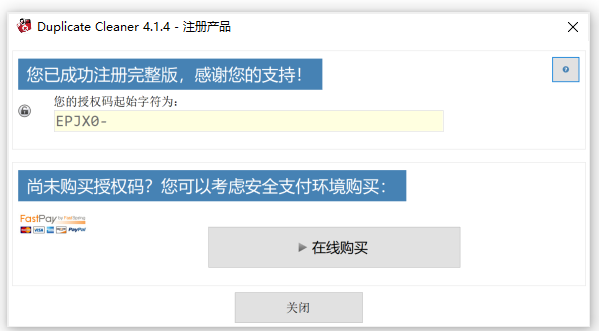 Duplicate Cleaner 4.1.4 - 注册产品
您已成功注册完整版，感谢您的支持！
?
您的授权码起始字符为：
EPJX0-
尚未购买授权码？您可以考虑安全支付环境购买：
FastPay by FastSpring
VISA PayPal
在线购买
关闭